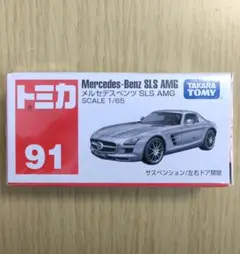 トミカ
91
Mercedes-Benz SLS AMG
メルセデスベンツ SLS AMG
SCALE 1/65
TAKARA
TOMY
サスペンション/左右ドア開閉